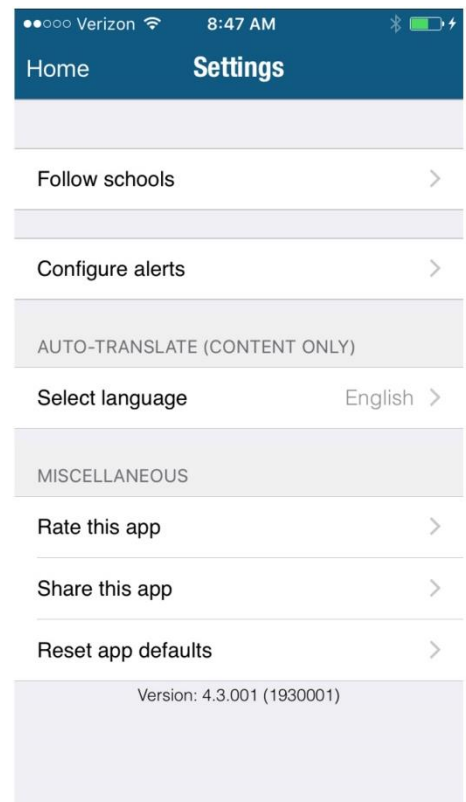 Verizon 8:47 AM
Home Settings
Follow schools
Configure alerts
AUTO-TRANSLATE (CONTENT ONLY)
Select language English
MISCELLANEOUS
Rate this app
Share this app
Reset app defaults
Version: 4.3.001 (1930001)